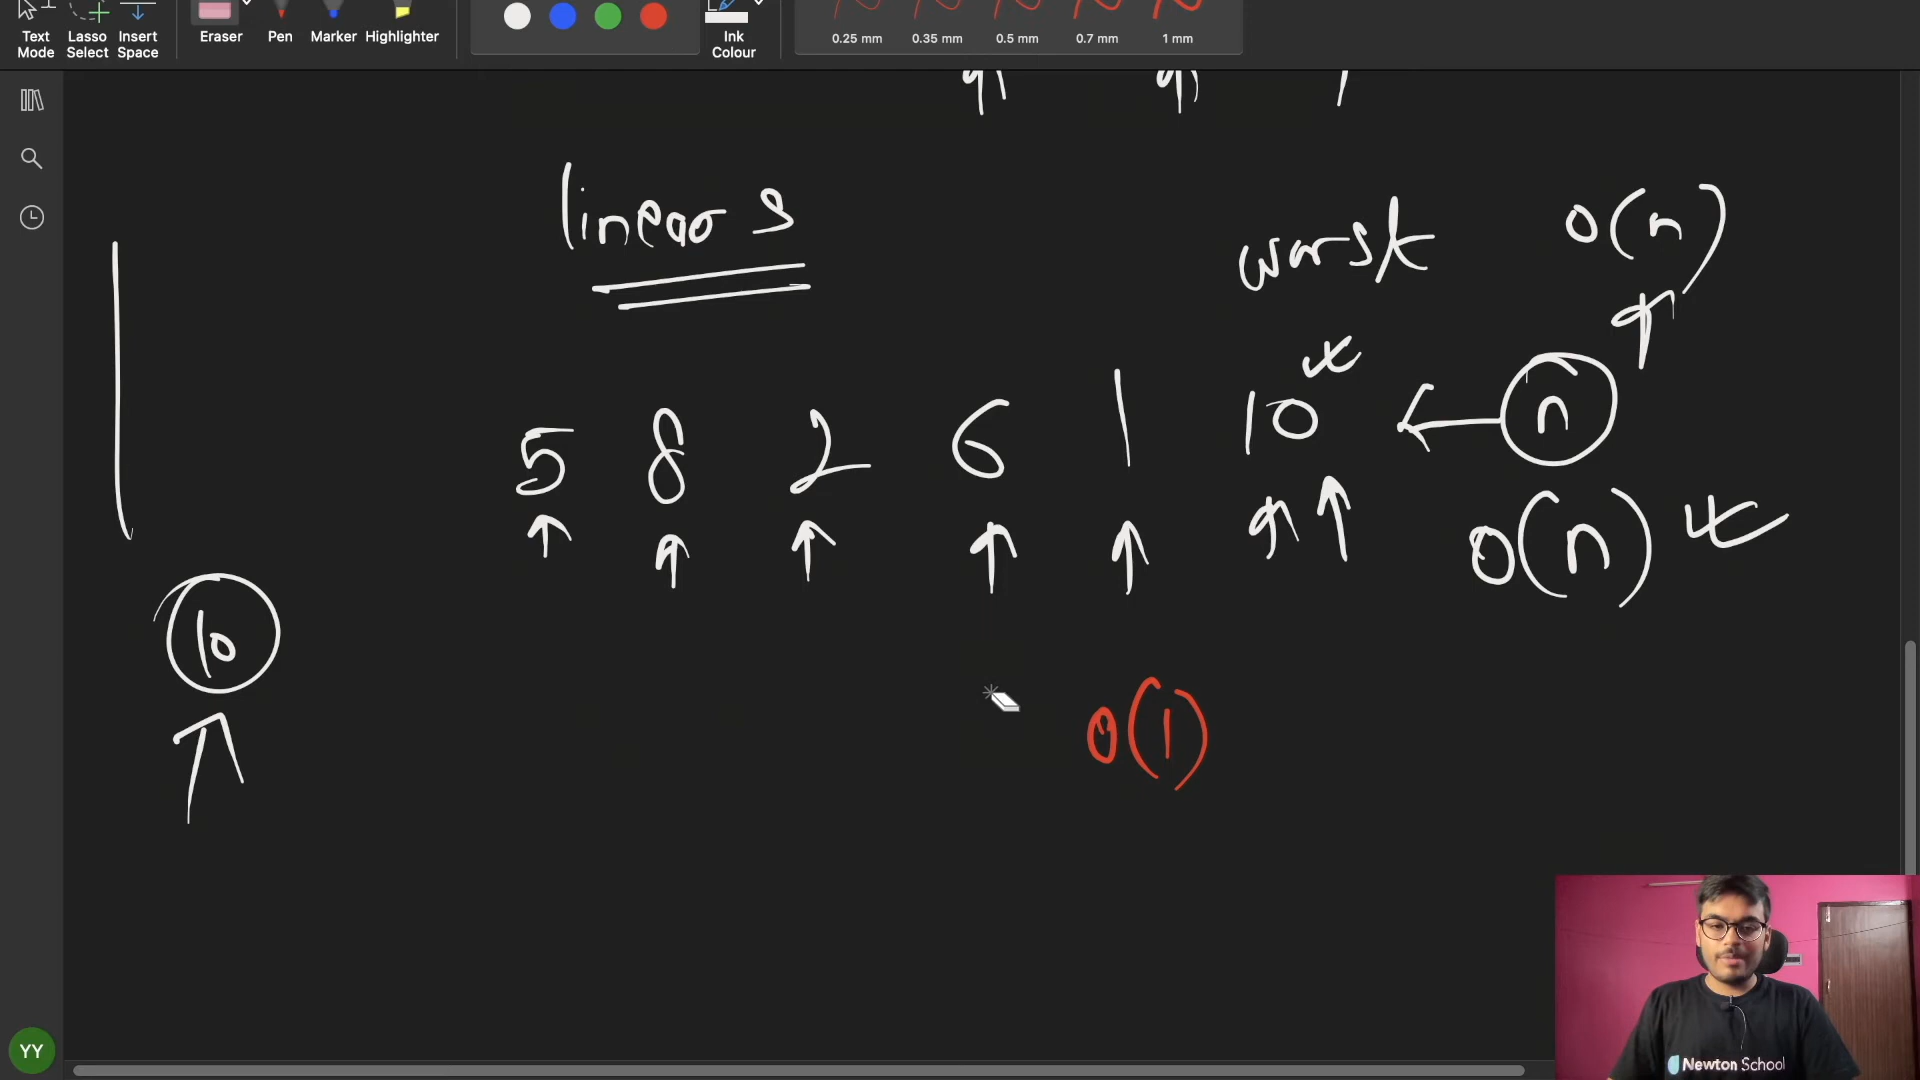 Text Mode
Lasso Select
Insert Space
Eraser
Pen
Marker
Highlighter
Ink Colour
0.25 mm
0.35 mm
0.5 mm
0.7 mm
1 mm
linear s
worst
O(n)
5 8 2 6 1 10
n
O(n)
10
O(1)
YY
Newton School